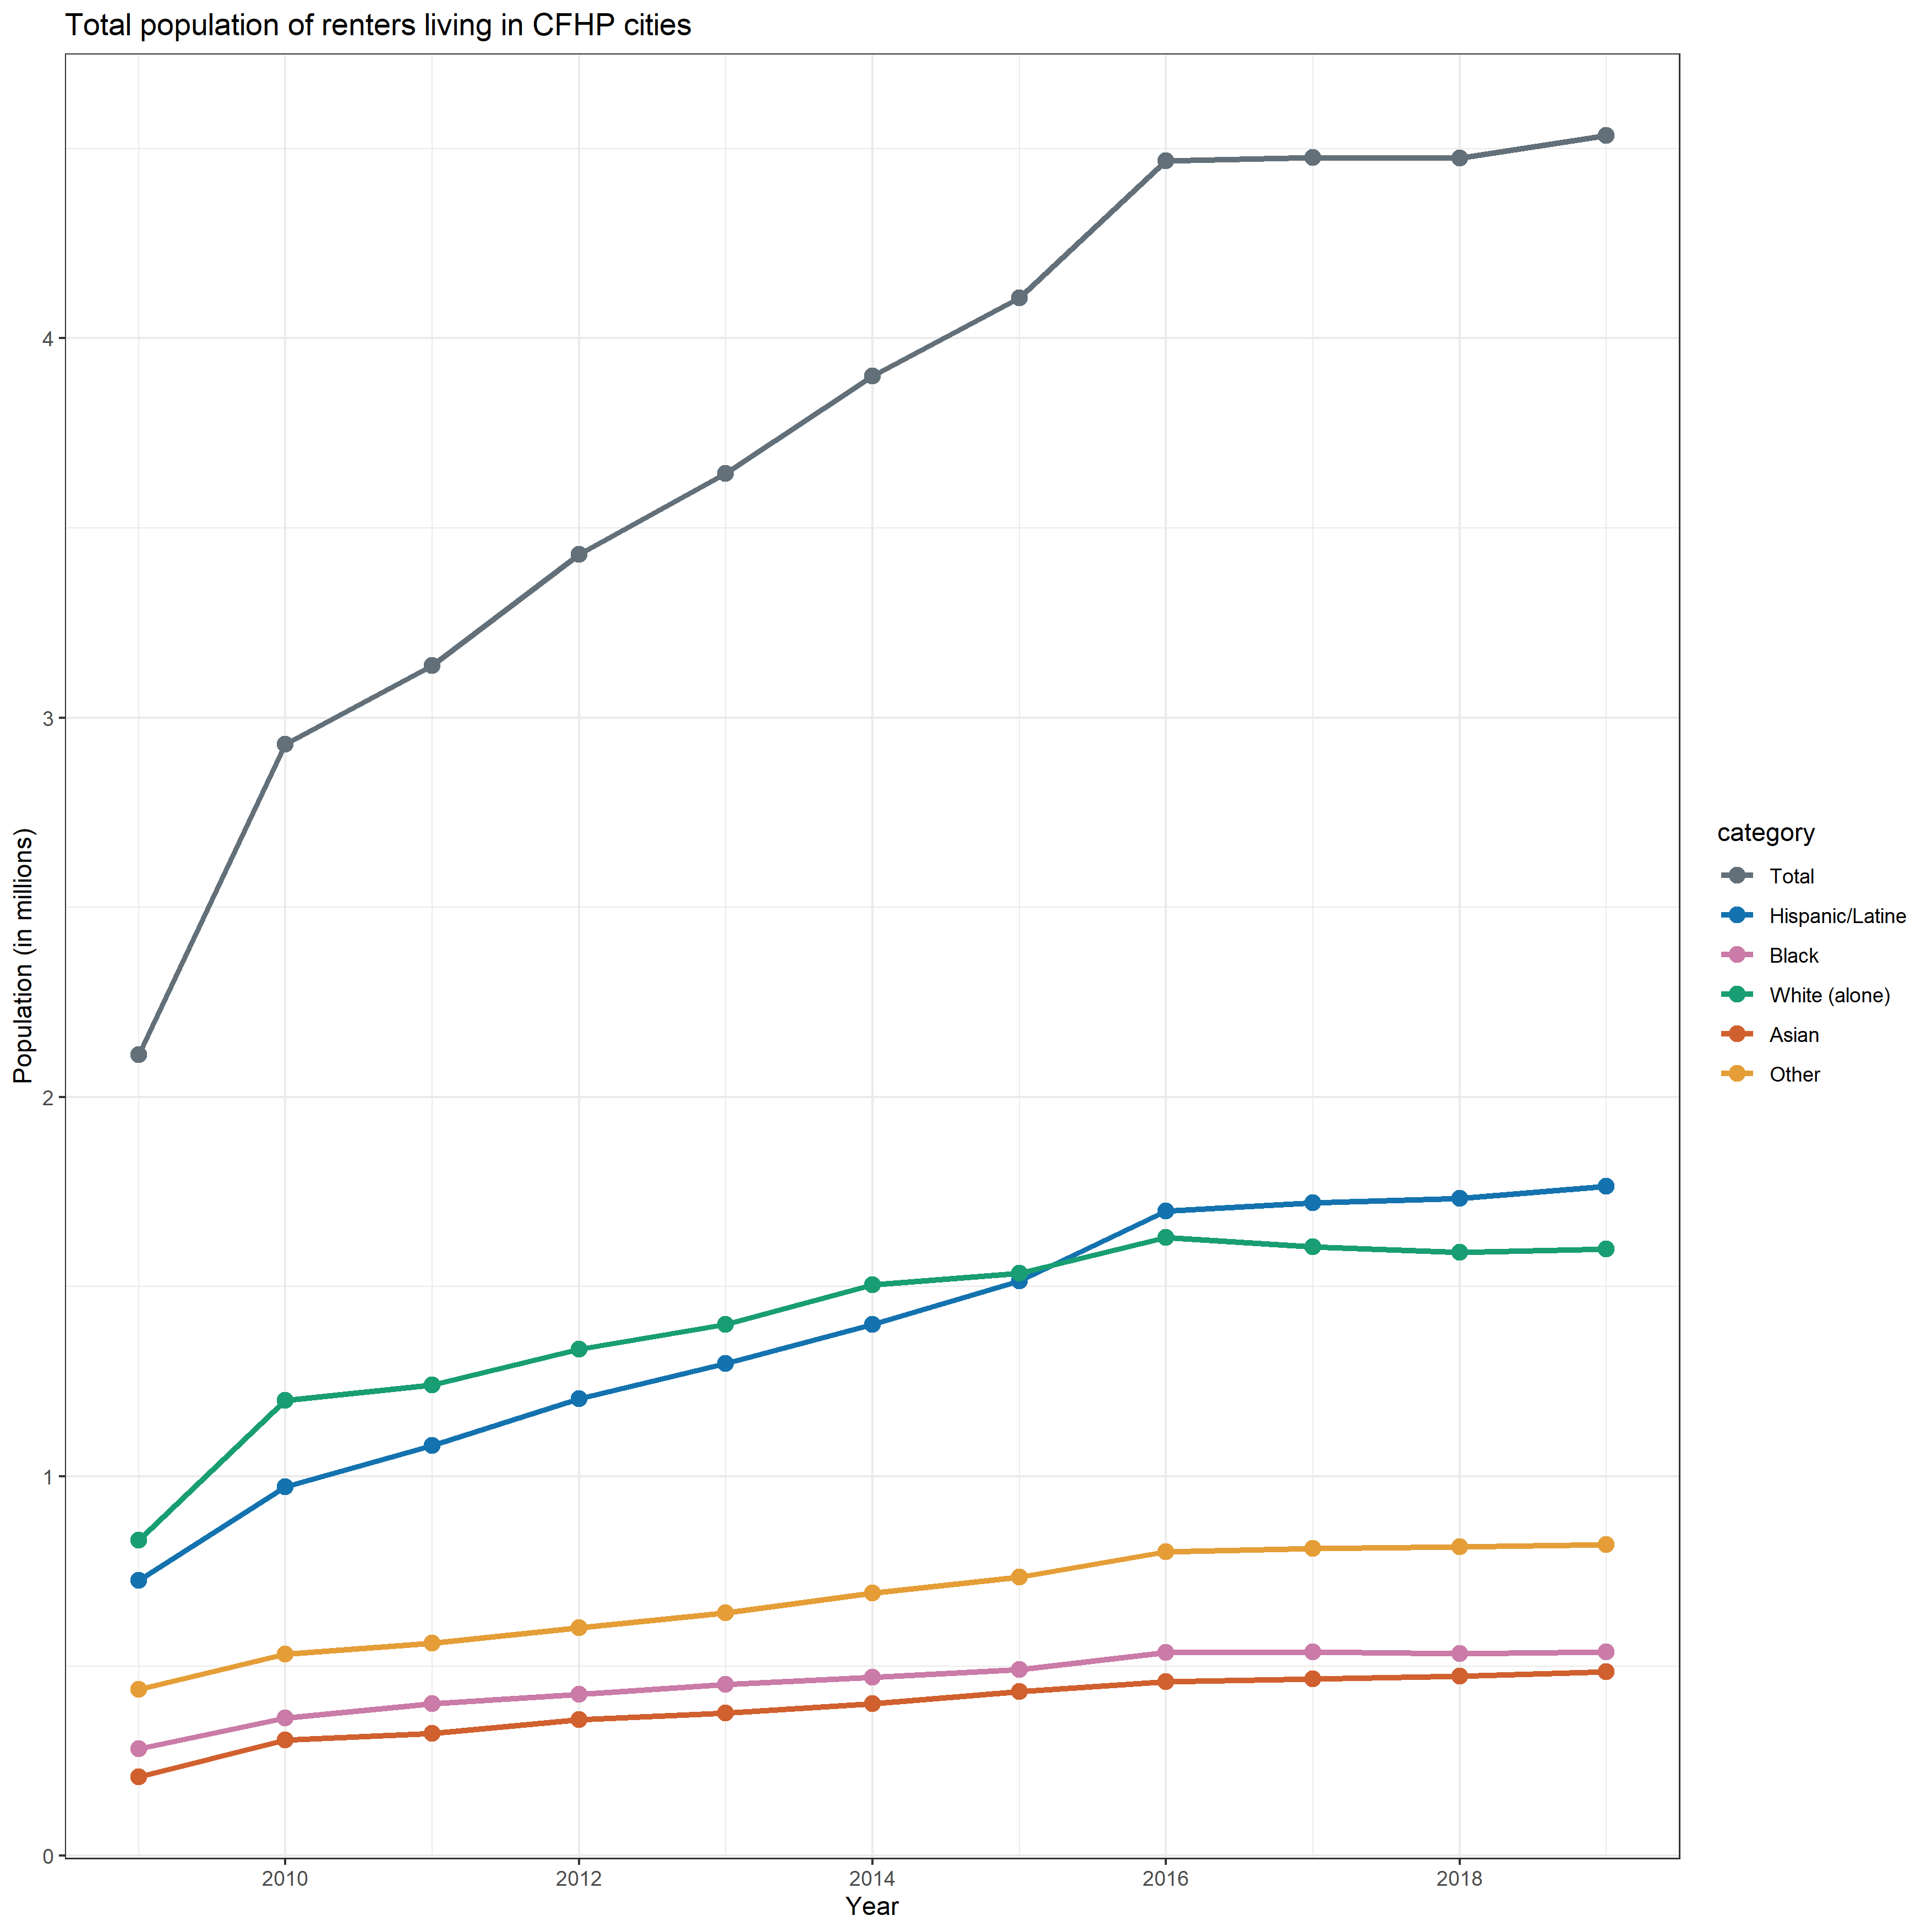 Total population of renters living in CFHP cities
Population (in millions)
4
3
2
1
0
2010
2012
2014
2016
2018
Year
category
Total
Hispanic/Latine
Black
White (alone)
Asian
Other